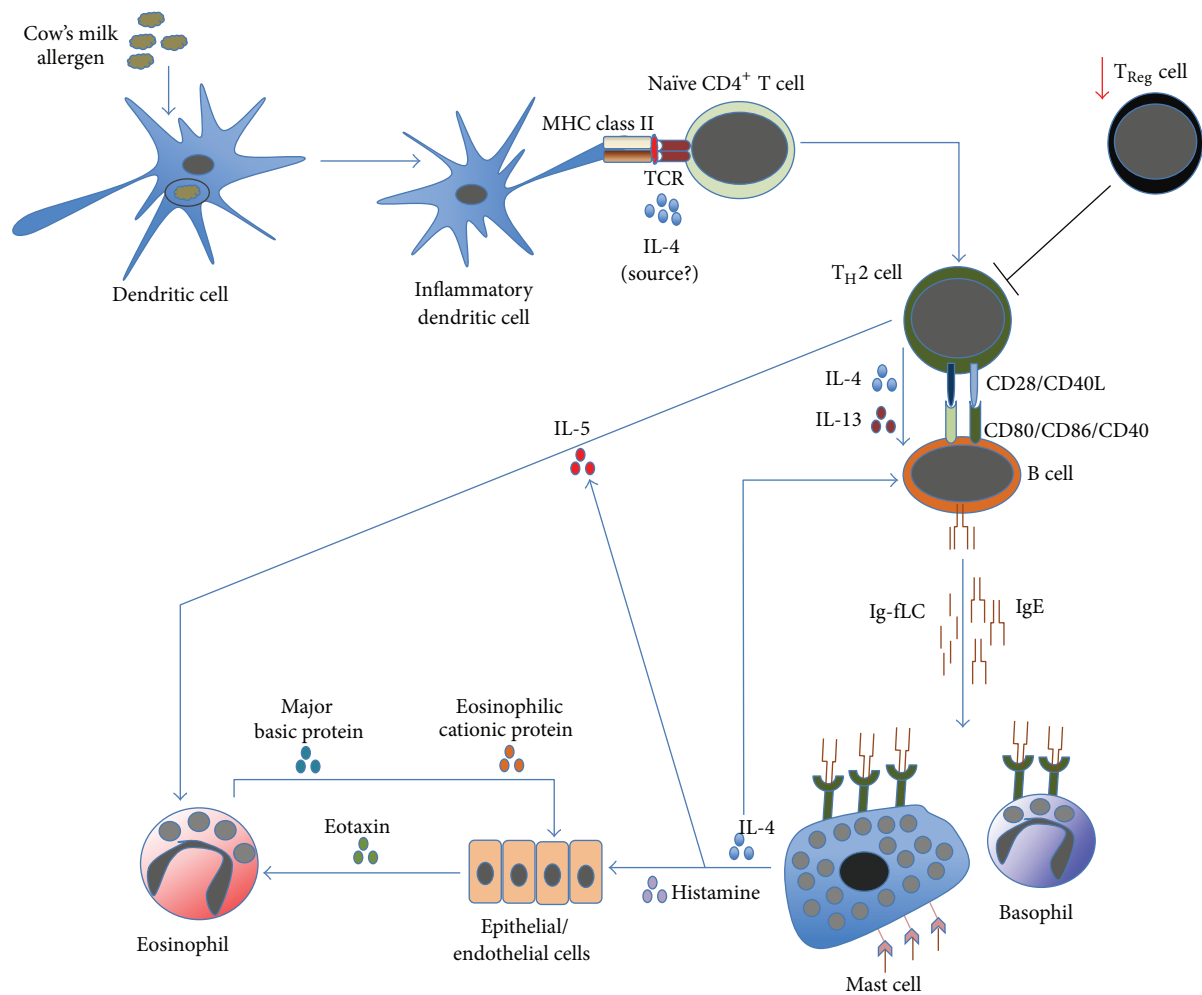 Cow's milk
allergen
Dendritic cell
Inflammatory
dendritic cell
MHC class II
TCR
IL-4
(source?)
Naïve CD4⁺ T cell
T_Reg cell
T_H2 cell
IL-4
IL-13
CD28/CD40L
CD80/CD86/CD40
B cell
IL-5
Ig-fLC
IgE
Major
basic protein
Eosinophilic
cationic protein
Eotaxin
Eosinophil
Epithelial/
endothelial cells
IL-4
Histamine
Mast cell
Basophil